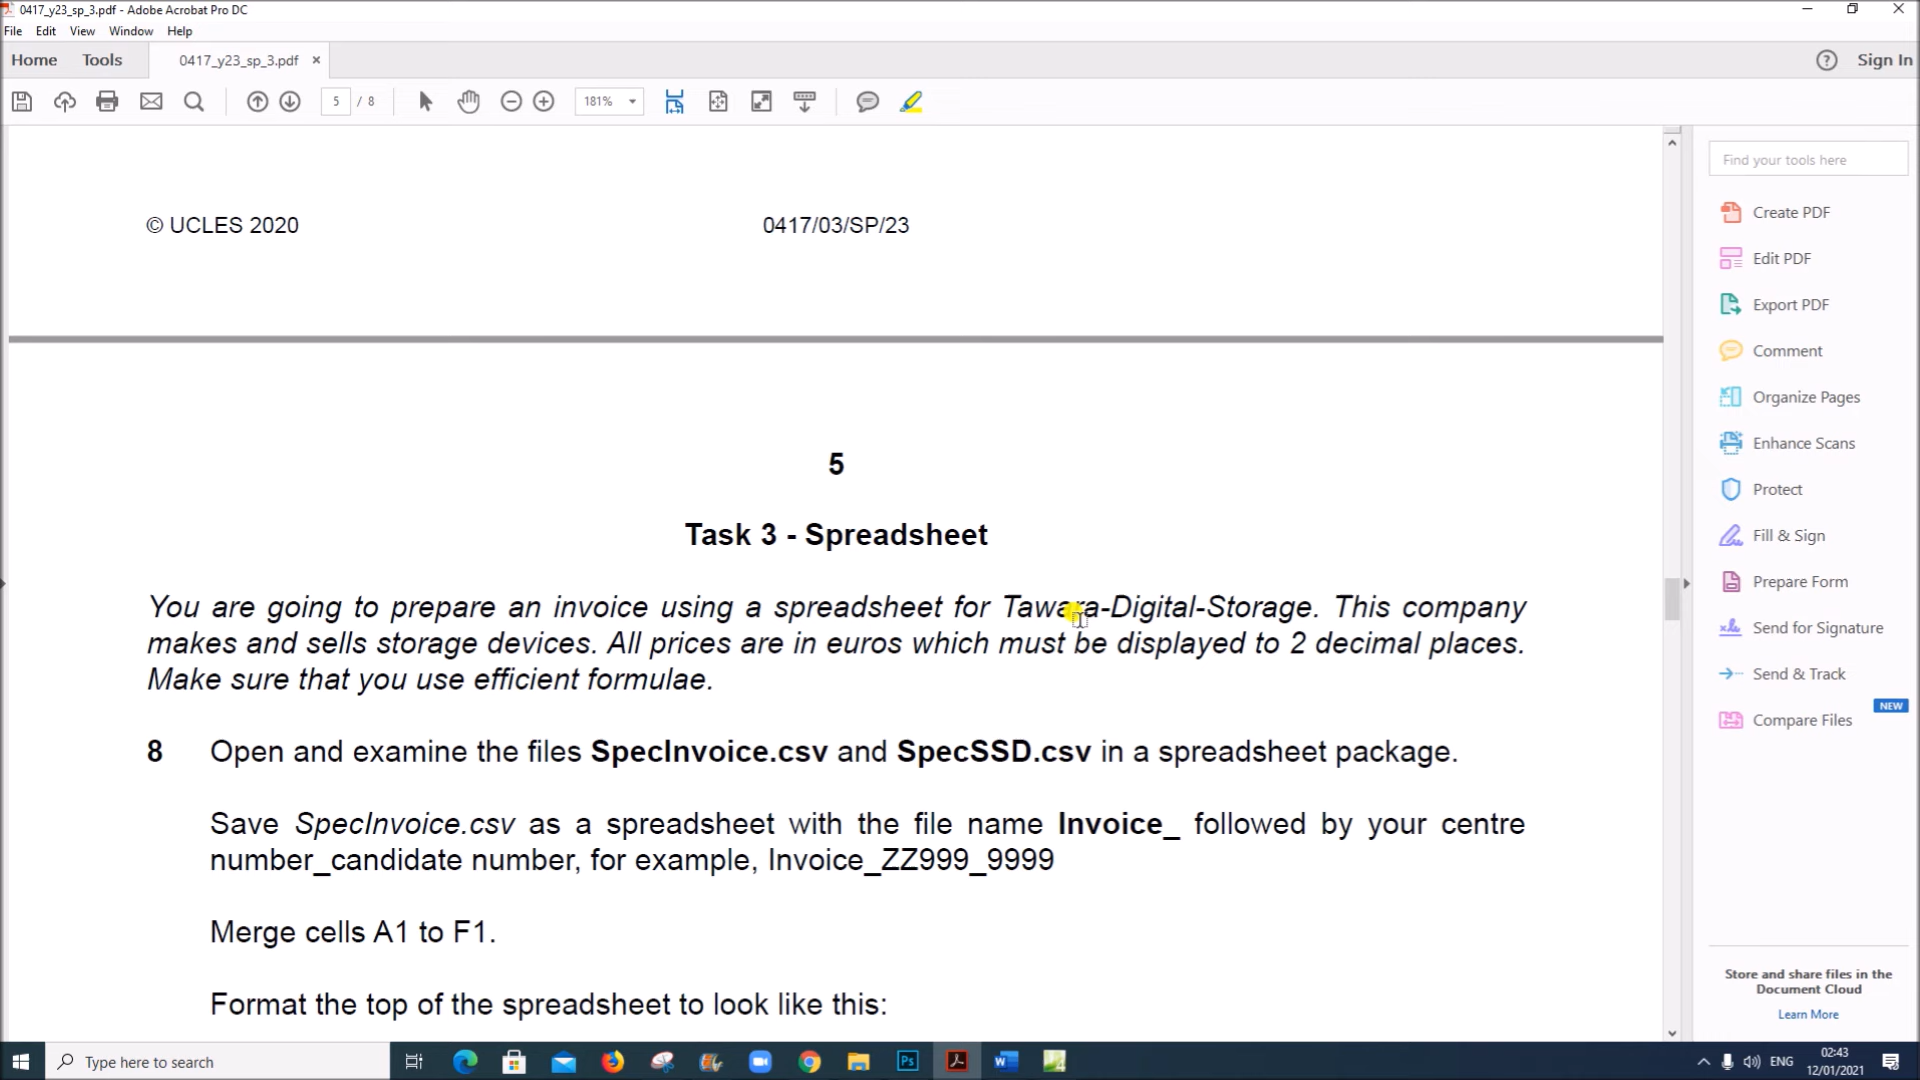 0417_y23_sp_3.pdf - Adobe Acrobat Pro DC
File Edit View Window Help
Home Tools 0417_y23_sp_3.pdf × Sign In
5 / 8 181%
Find your tools here
© UCLES 2020 0417/03/SP/23
5
Task 3 - Spreadsheet
You are going to prepare an invoice using a spreadsheet for Tawara-Digital-Storage. This company
makes and sells storage devices. All prices are in euros which must be displayed to 2 decimal places.
Make sure that you use efficient formulae.
8 Open and examine the files SpecInvoice.csv and SpecSSD.csv in a spreadsheet package.
Save SpecInvoice.csv as a spreadsheet with the file name Invoice_ followed by your centre
number_candidate number, for example, Invoice_ZZ999_9999
Merge cells A1 to F1.
Format the top of the spreadsheet to look like this:
Create PDF
Edit PDF
Export PDF
Comment
Organize Pages
Enhance Scans
Protect
Fill & Sign
Prepare Form
Send for Signature
Send & Track
NEW
Compare Files
Store and share files in the
Document Cloud
Learn More
Type here to search
Ps
W
ENG
02:43
12/01/2021